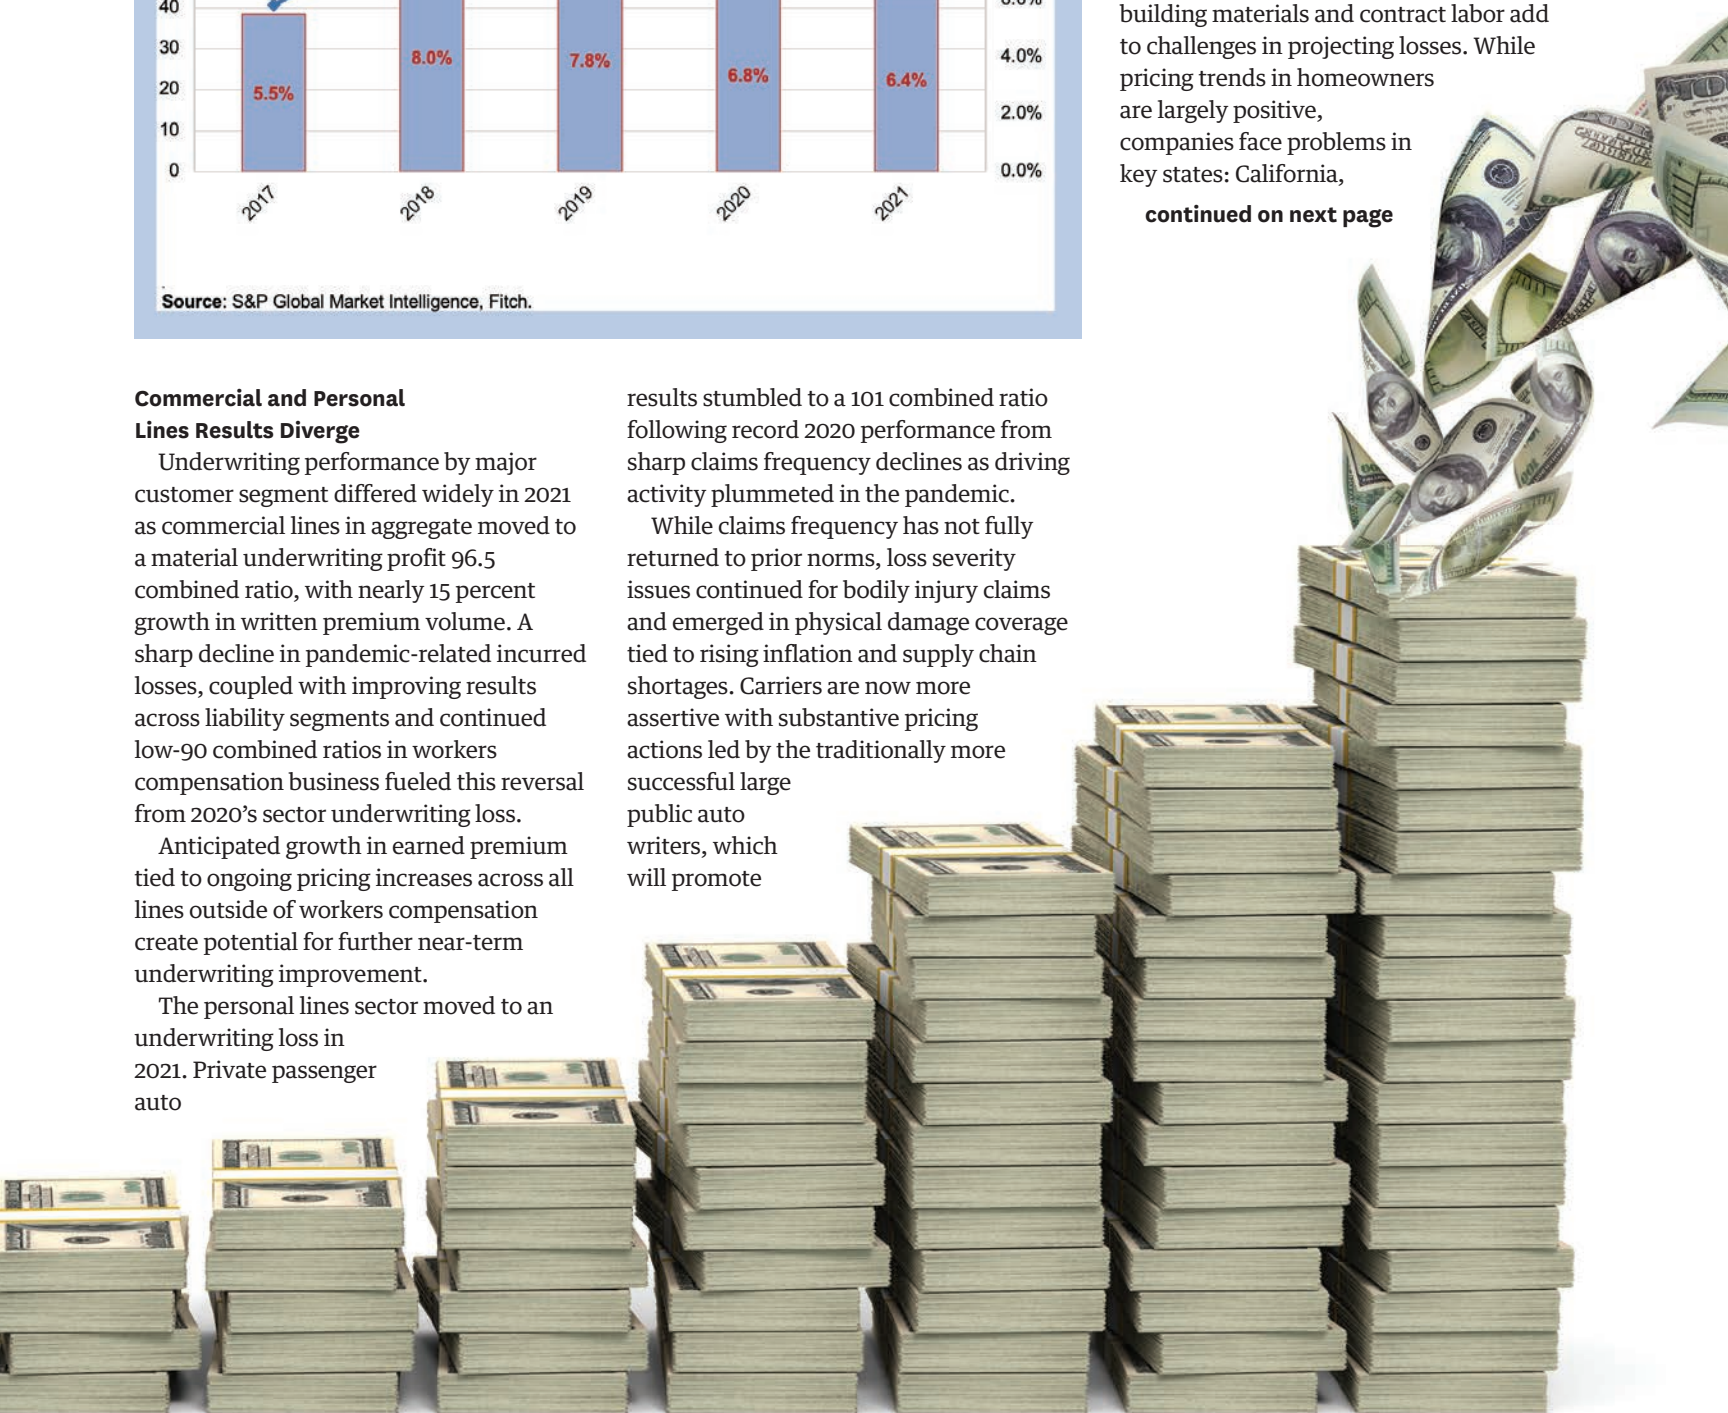 40
30
20
10
0
6.0%
4.0%
2.0%
0.0%
5.5%
8.0%
7.8%
6.8%
6.4%
2017
2018
2019
2020
2021
Source: S&P Global Market Intelligence, Fitch.
Commercial and Personal
Lines Results Diverge
Underwriting performance by major
customer segment differed widely in 2021
as commercial lines in aggregate moved to
a material underwriting profit 96.5
combined ratio, with nearly 15 percent
growth in written premium volume. A
sharp decline in pandemic-related incurred
losses, coupled with improving results
across liability segments and continued
low-90 combined ratios in workers
compensation business fueled this reversal
from 2020’s sector underwriting loss.
Anticipated growth in earned premium
tied to ongoing pricing increases across all
lines outside of workers compensation
create potential for further near-term
underwriting improvement.
The personal lines sector moved to an
underwriting loss in
2021. Private passenger
auto
results stumbled to a 101 combined ratio
following record 2020 performance from
sharp claims frequency declines as driving
activity plummeted in the pandemic.
While claims frequency has not fully
returned to prior norms, loss severity
issues continued for bodily injury claims
and emerged in physical damage coverage
tied to rising inflation and supply chain
shortages. Carriers are now more
assertive with substantive pricing
actions led by the traditionally more
successful large
public auto
writers, which
will promote
building materials and contract labor add
to challenges in projecting losses. While
pricing trends in homeowners
are largely positive,
companies face problems in
key states: California,
continued on next page